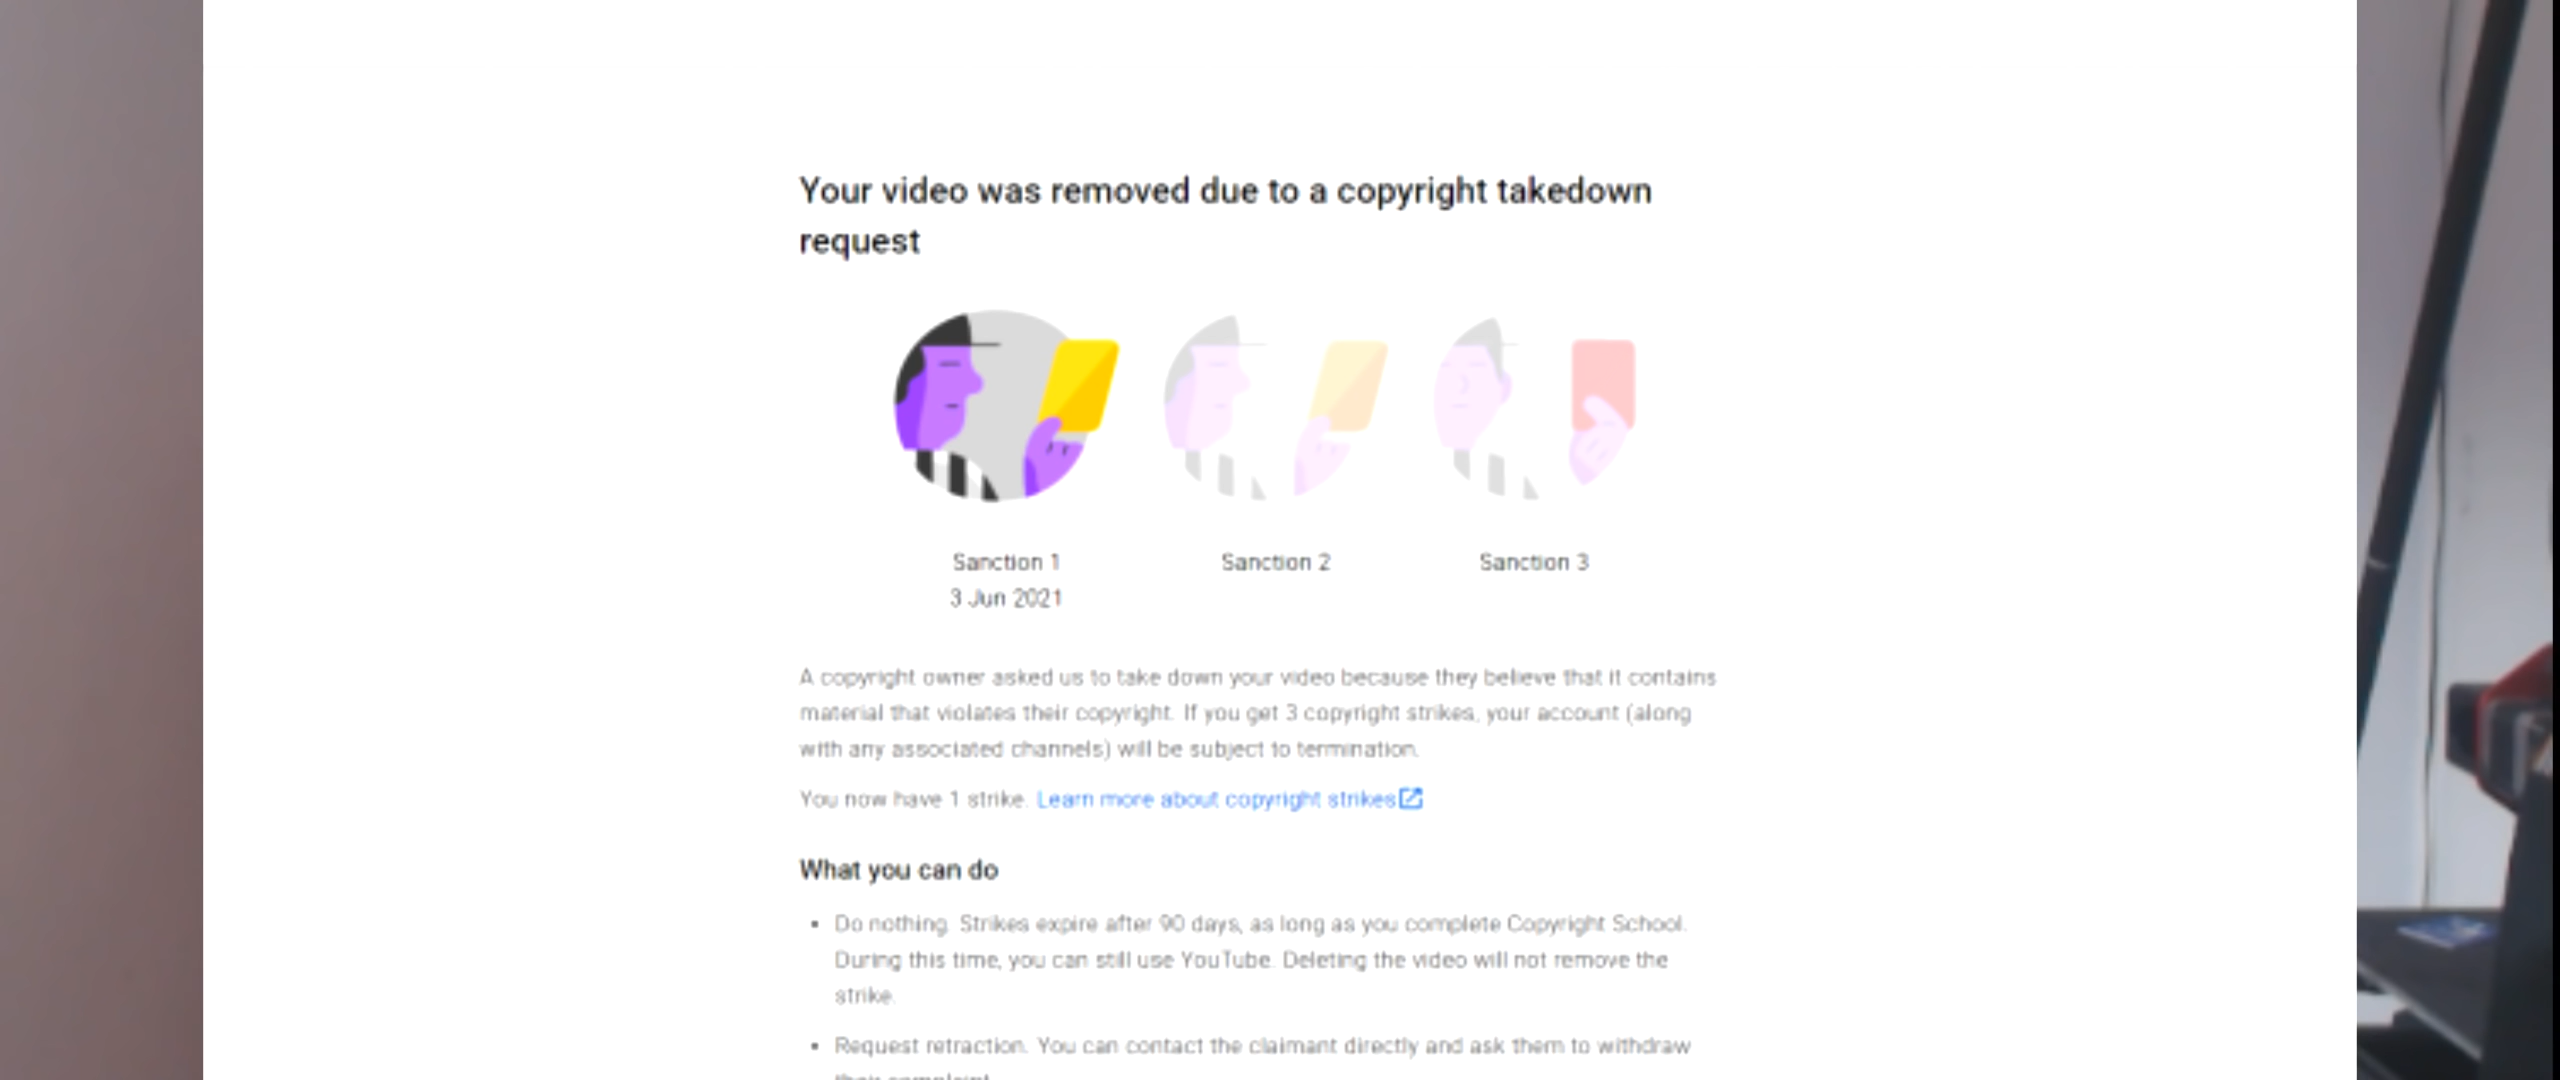 Your video was removed due to a copyright takedown
request
Sanction 1
Sanction 2
Sanction 3
3 Jun 2021
A copyright owner asked us to take down your video because they believe that it contains
material that violates their copyright. If you get 3 copyright strikes, your account (along
with any associated channels) will be subject to termination.
You now have 1 strike. Learn more about copyright strikes
What you can do
• Do nothing. Strikes expire after 90 days, as long as you complete Copyright School.
During this time, you can still use YouTube. Deleting the video will not remove the
strike.
• Request retraction. You can contact the claimant directly and ask them to withdraw
their complaint.